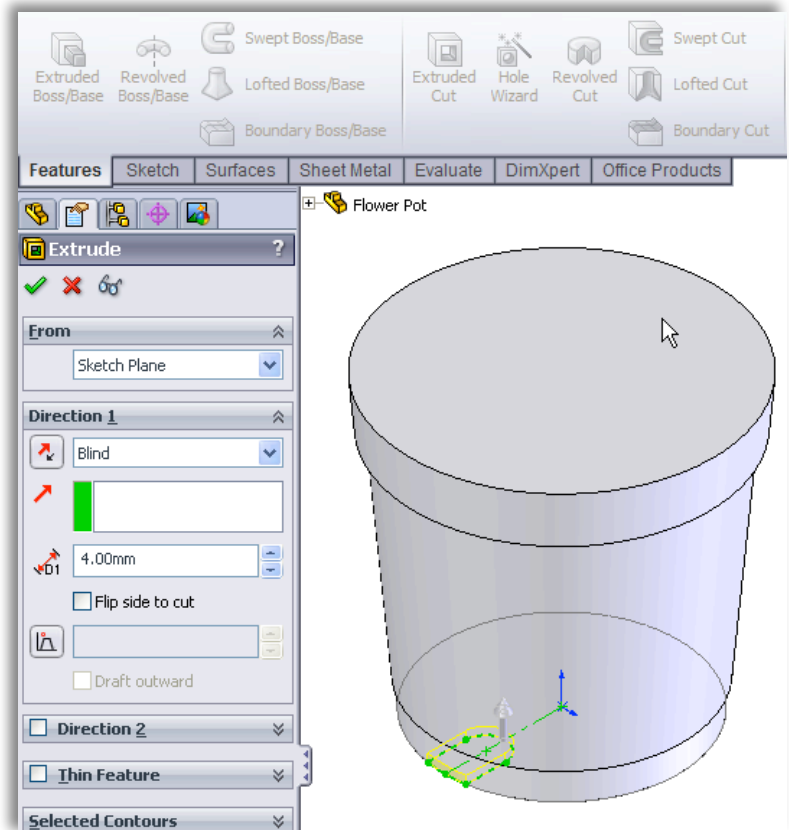 Extruded Boss/Base
Revolved Boss/Base
Swept Boss/Base
Lofted Boss/Base
Boundary Boss/Base
Extruded Cut
Hole Wizard
Revolved Cut
Swept Cut
Lofted Cut
Boundary Cut
Features
Sketch
Surfaces
Sheet Metal
Evaluate
DimXpert
Office Products
Flower Pot
Extrude
?
From
Sketch Plane
Direction 1
Blind
D1
4.00mm
Flip side to cut
Draft outward
Direction 2
Thin Feature
Selected Contours